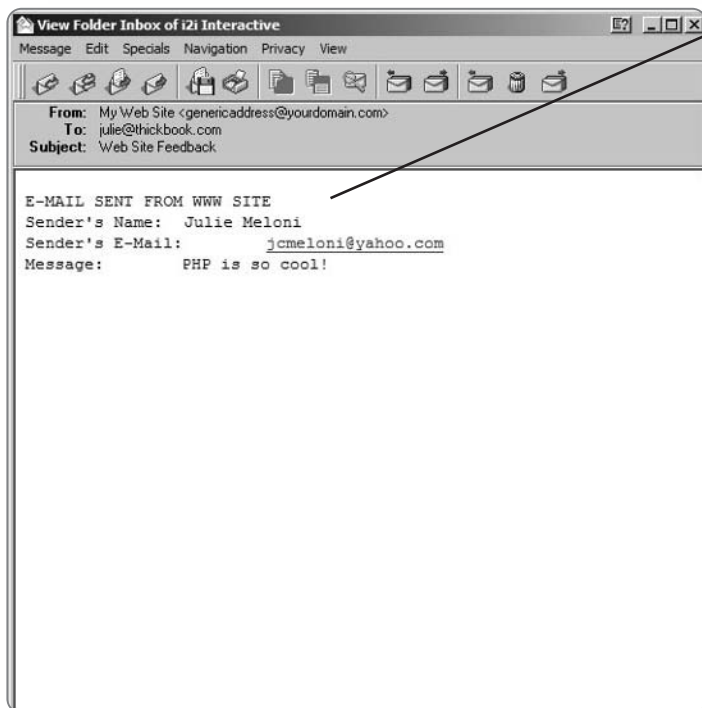 View Folder Inbox of i2i Interactive
Message Edit Specials Navigation Privacy View
From: My Web Site <genericaddress@yourdomain.com>
To: julie@thickbook.com
Subject: Web Site Feedback
E-MAIL SENT FROM WWW SITE
Sender's Name: Julie Meloni
Sender's E-Mail: jcmeloni@yahoo.com
Message: PHP is so cool!